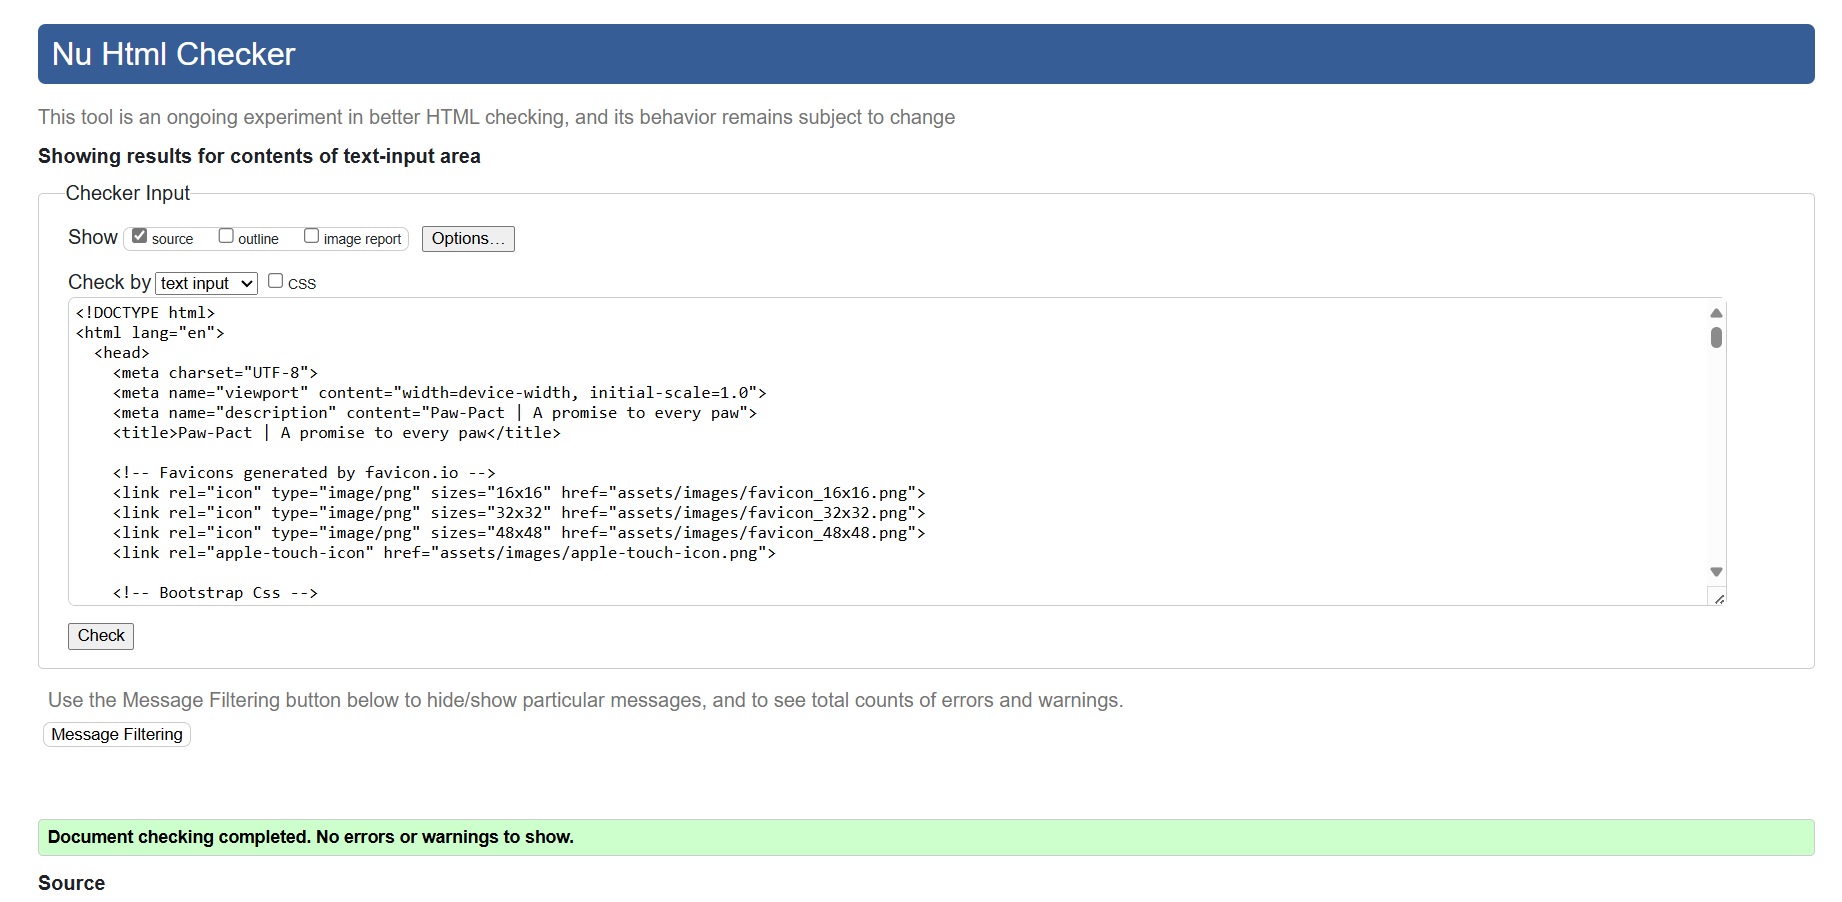 Nu Html Checker
This tool is an ongoing experiment in better HTML checking, and its behavior remains subject to change
Showing results for contents of text-input area
Checker Input
Show source outline image report Options...
Check by text input CSS
<!DOCTYPE html>
<html lang="en">
  <head>
    <meta charset="UTF-8">
    <meta name="viewport" content="width=device-width, initial-scale=1.0">
    <meta name="description" content="Paw-Pact | A promise to every paw">
    <title>Paw-Pact | A promise to every paw</title>
    <!-- Favicons generated by favicon.io -->
    <link rel="icon" type="image/png" sizes="16x16" href="assets/images/favicon_16x16.png">
    <link rel="icon" type="image/png" sizes="32x32" href="assets/images/favicon_32x32.png">
    <link rel="icon" type="image/png" sizes="48x48" href="assets/images/favicon_48x48.png">
    <link rel="apple-touch-icon" href="assets/images/apple-touch-icon.png">
    <!-- Bootstrap Css -->
Check
Use the Message Filtering button below to hide/show particular messages, and to see total counts of errors and warnings.
Message Filtering
Document checking completed. No errors or warnings to show.
Source